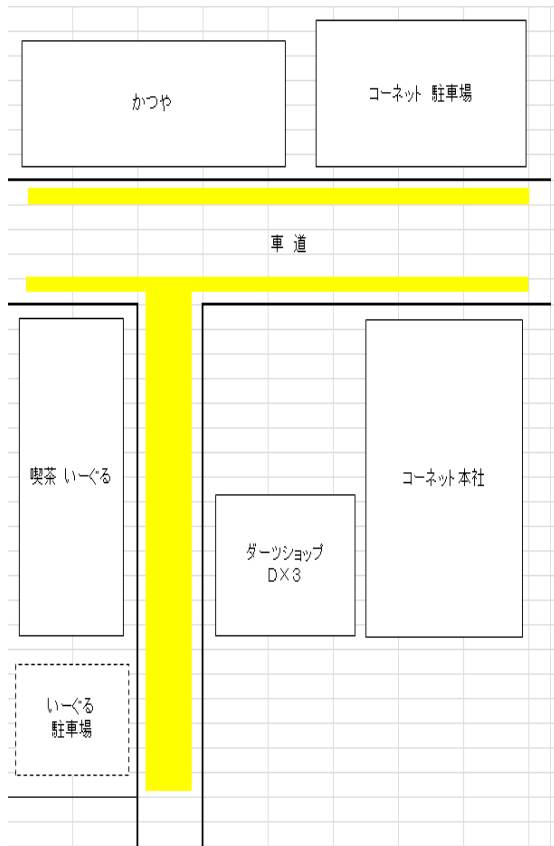 かつや
コーネット 駐車場
車 道
喫茶 いーぐる
コーネット本社
ダーツショップ
D×3
いーぐる
駐車場